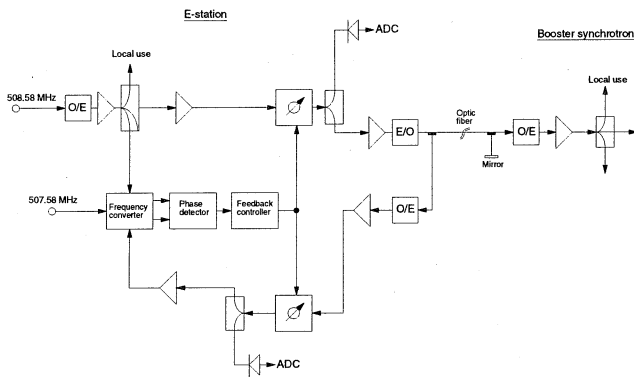 E-station
ADC
Booster synchrotron
Local use
Local use
508.58 MHz
O/E
E/O
Optic
fiber
O/E
Mirror
507.58 MHz
Frequency
converter
Phase
detector
Feedback
controller
O/E
ADC